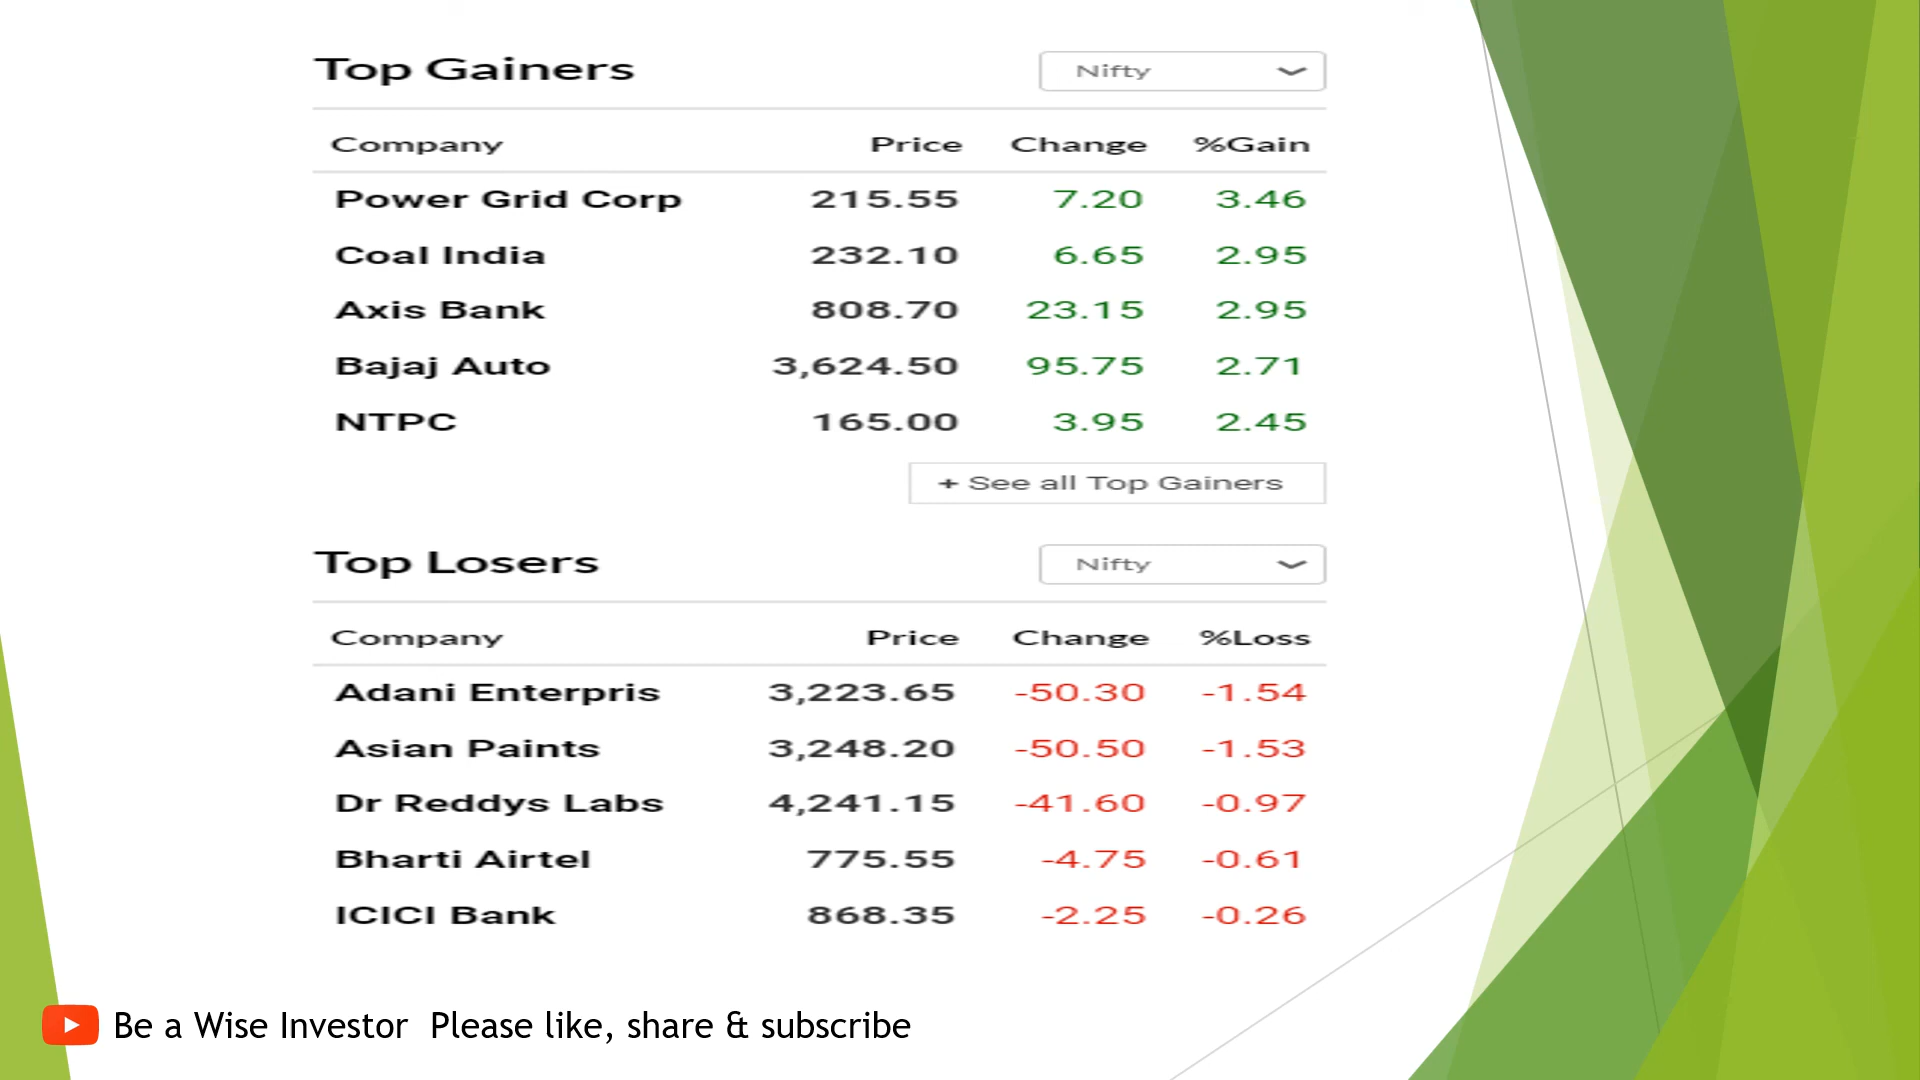 Top Gainers Nifty
Company Price Change %Gain
Power Grid Corp 215.55 7.20 3.46
Coal India 232.10 6.65 2.95
Axis Bank 808.70 23.15 2.95
Bajaj Auto 3,624.50 95.75 2.71
NTPC 165.00 3.95 2.45
+ See all Top Gainers
Top Losers Nifty
Company Price Change %Loss
Adani Enterpris 3,223.65 -50.30 -1.54
Asian Paints 3,248.20 -50.50 -1.53
Dr Reddys Labs 4,241.15 -41.60 -0.97
Bharti Airtel 775.55 -4.75 -0.61
ICICI Bank 868.35 -2.25 -0.26
Be a Wise Investor Please like, share & subscribe